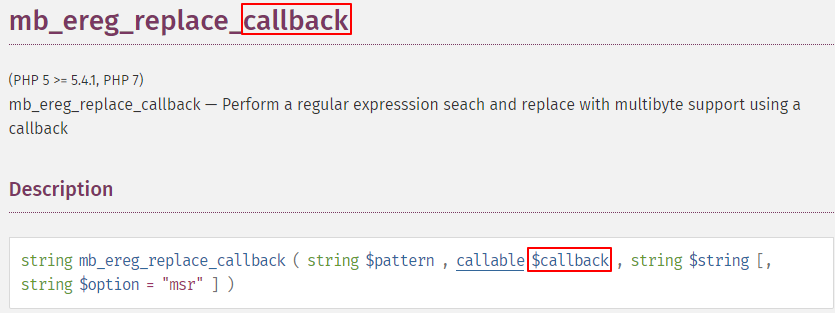 mb_ereg_replace_callback
(PHP 5 >= 5.4.1, PHP 7)
mb_ereg_replace_callback — Perform a regular expresssion seach and replace with multibyte support using a
callback
Description
string mb_ereg_replace_callback ( string $pattern , callable $callback , string $string [,
string $option = "msr" ] )